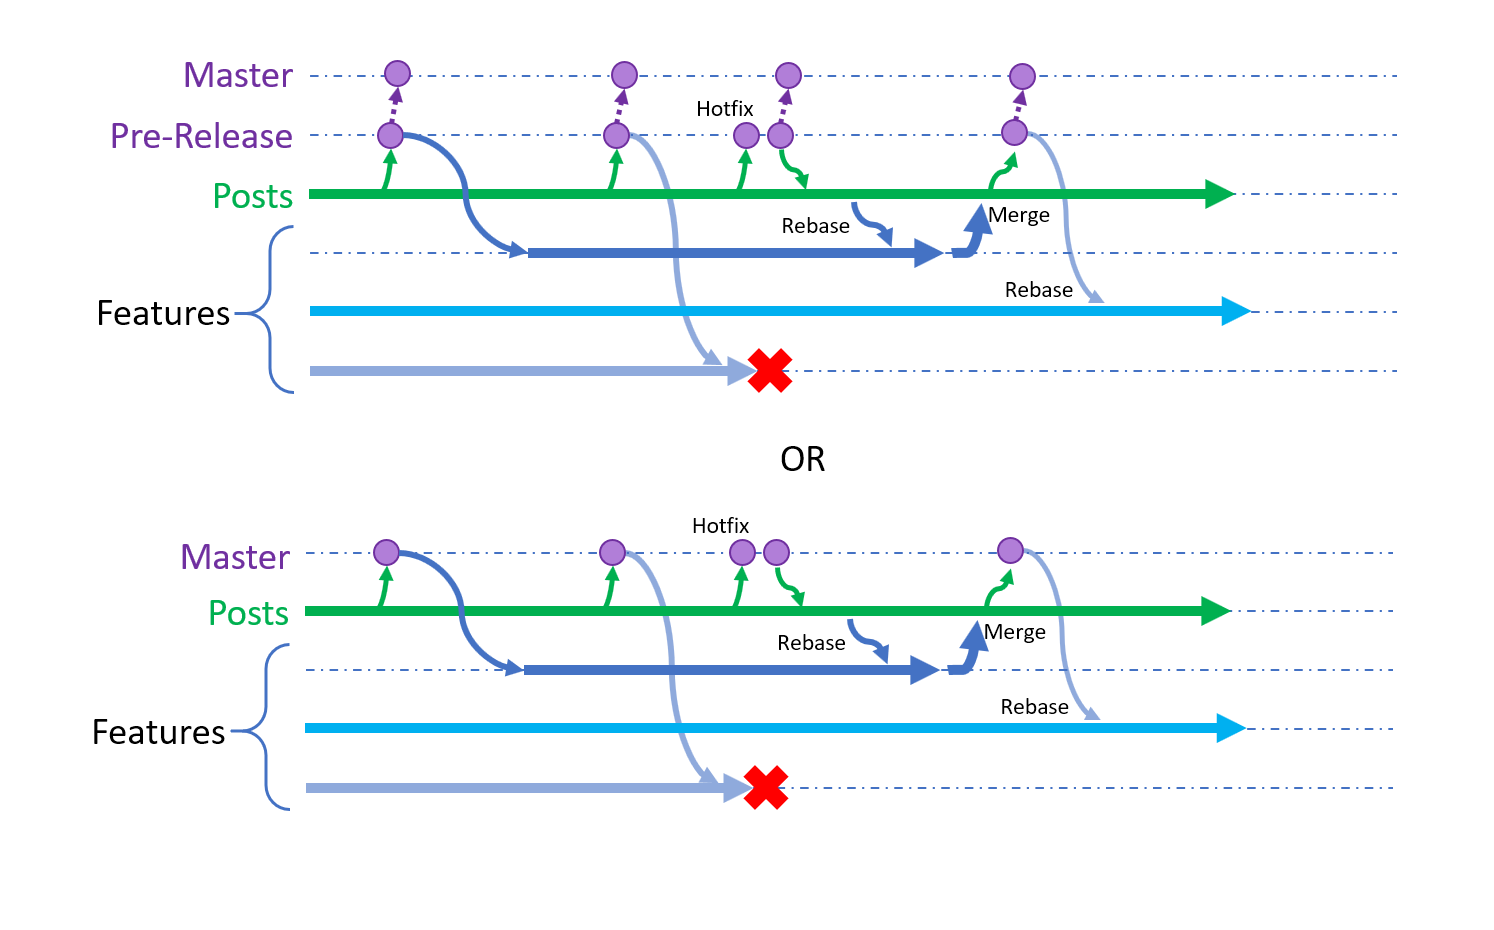 Master
Hotfix
Pre-Release
Posts
Merge
Rebase
Rebase
Features
OR
Hotfix
Master
Posts
Merge
Rebase
Rebase
Features